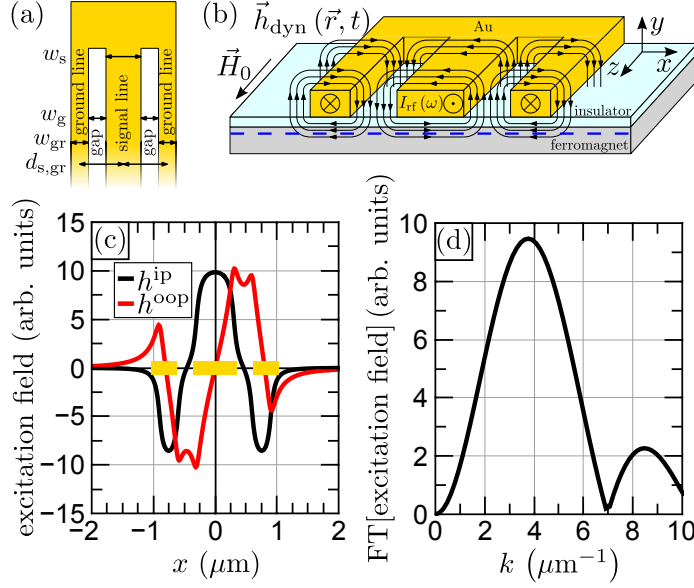 (a)
w_s
w_g
w_gr
d_s,gr
ground line
gap
signal line
gap
ground line
(b)
h⃗_dyn (r⃗, t)
Au
H⃗_0
I_rf (ω)
insulator
ferromagnet
y
x
z
(c)
h^ip
h^oop
excitation field (arb. units)
15
10
5
0
−5
−10
−15
−2
−1
0
1
2
x (μm)
(d)
FT[excitation field] (arb. units)
10
8
6
4
2
0
0
2
4
6
8
10
k (μm⁻¹)